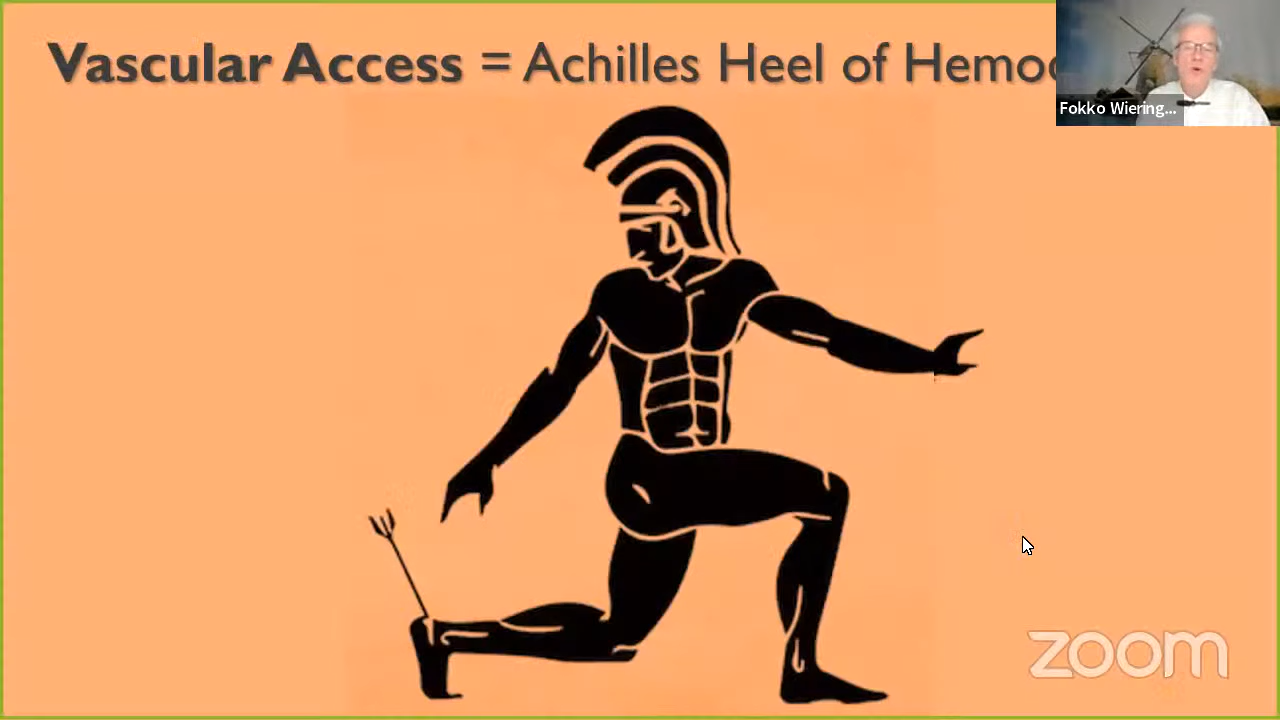 Vascular Access = Achilles Heel of Hemo
Fokko Wiering...
zoom